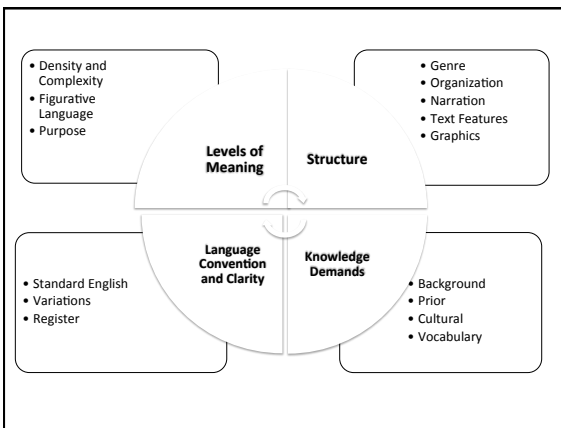 • Density and
Complexity
• Figurative
Language
• Purpose
• Genre
• Organization
• Narration
• Text Features
• Graphics
Levels of
Meaning
Structure
Language
Convention
and Clarity
Knowledge
Demands
• Standard English
• Variations
• Register
• Background
• Prior
• Cultural
• Vocabulary